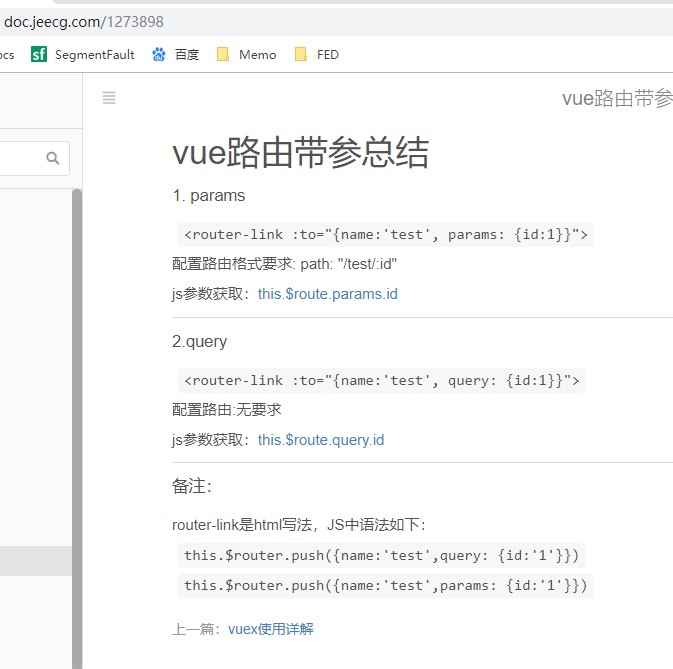 doc.jeecg.com/1273898
ocs SegmentFault 百度 Memo FED
vue路由带参
vue路由带参总结
1. params
<router-link :to="{name:'test', params: {id:1}}">
配置路由格式要求: path: "/test/:id"
js参数获取：this.$route.params.id
2.query
<router-link :to="{name:'test', query: {id:1}}">
配置路由:无要求
js参数获取：this.$route.query.id
备注：
router-link是html写法，JS中语法如下：
this.$router.push({name:'test',query: {id:'1'}})
this.$router.push({name:'test',params: {id:'1'}})
上一篇：vuex使用详解